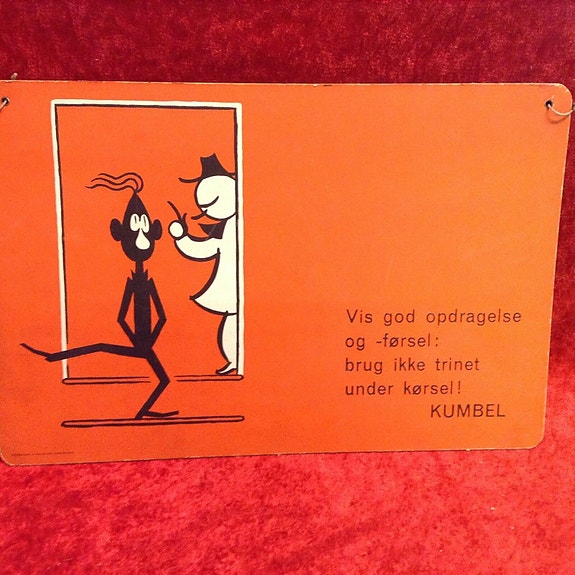 Vis god opdragelse
og -førsel:
brug ikke trinet
under kørsel!
KUMBEL